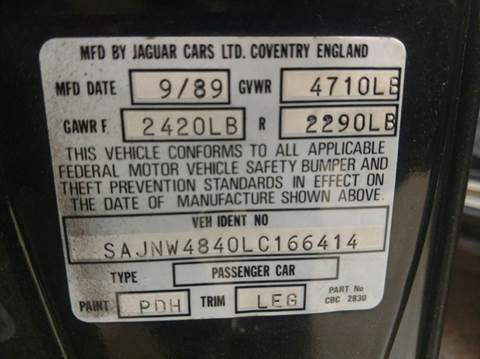 MFD BY JAGUAR CARS LTD. COVENTRY ENGLAND
MFD DATE 9/89 GVWR 4710LB
GAWR F 2420LB R 2290LB
THIS VEHICLE CONFORMS TO ALL APPLICABLE
FEDERAL MOTOR VEHICLE SAFETY BUMPER AND
THEFT PREVENTION STANDARDS IN EFFECT ON
THE DATE OF MANUFACTURE SHOWN ABOVE.
VEH IDENT NO
SAJNW4840LC166414
TYPE PASSENGER CAR
PAINT PDH TRIM LEG PART No CBC 2830